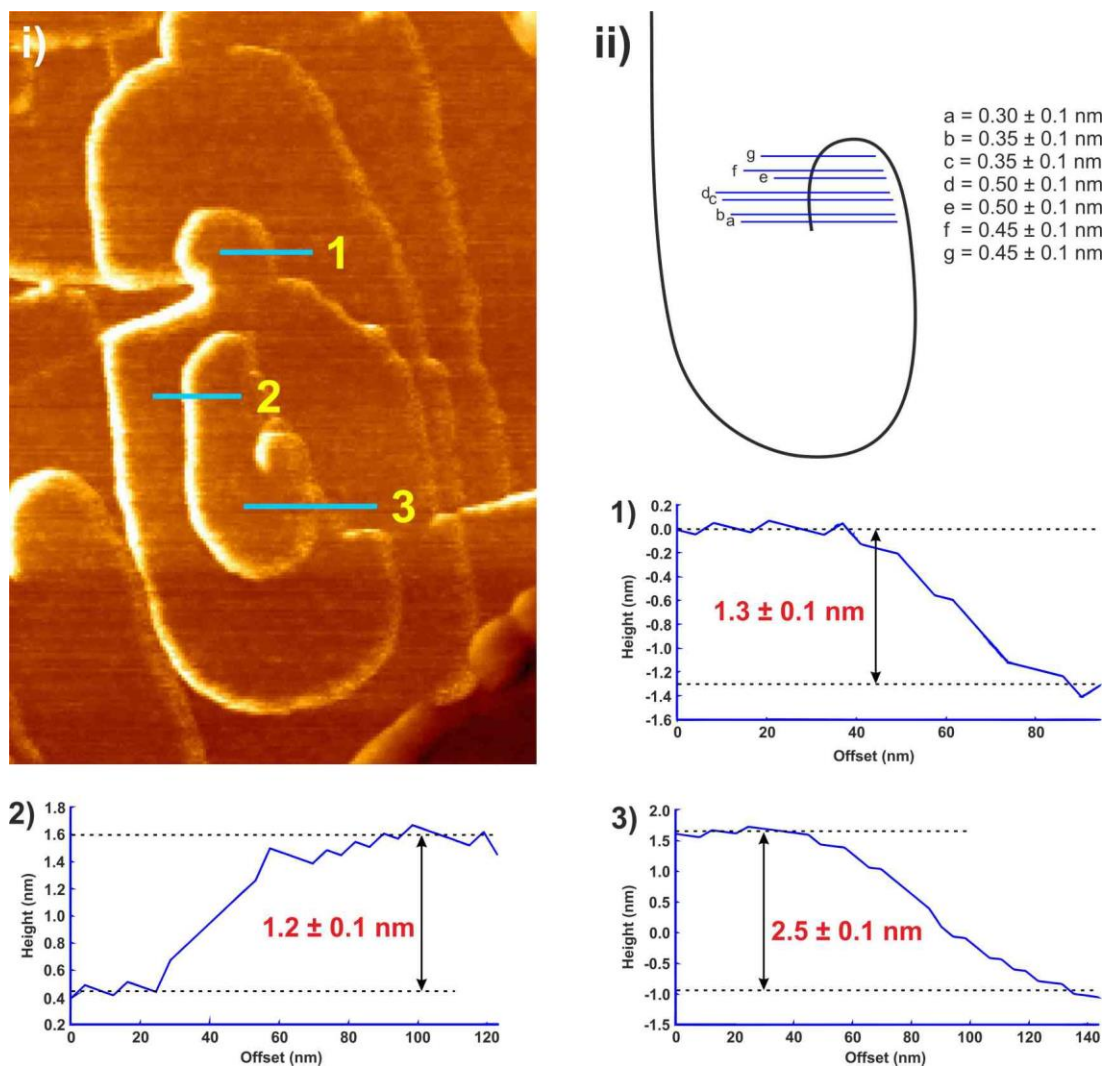 i)
1
2
3
ii)
g
f
e
d
c
b
a
a = 0.30 ± 0.1 nm
b = 0.35 ± 0.1 nm
c = 0.35 ± 0.1 nm
d = 0.50 ± 0.1 nm
e = 0.50 ± 0.1 nm
f = 0.45 ± 0.1 nm
g = 0.45 ± 0.1 nm
1)
Height (nm)
0.2
0.0
-0.2
-0.4
-0.6
-0.8
-1.0
-1.2
-1.4
-1.6
1.3 ± 0.1 nm
0 20 40 60 80
Offset (nm)
2)
Height (nm)
1.8
1.6
1.4
1.2
1.0
0.8
0.6
0.4
0.2
1.2 ± 0.1 nm
0 20 40 60 80 100 120
Offset (nm)
3)
Height (nm)
2.0
1.5
1.0
0.5
0.0
-0.5
-1.0
-1.5
2.5 ± 0.1 nm
0 20 40 60 80 100 120 140
Offset (nm)